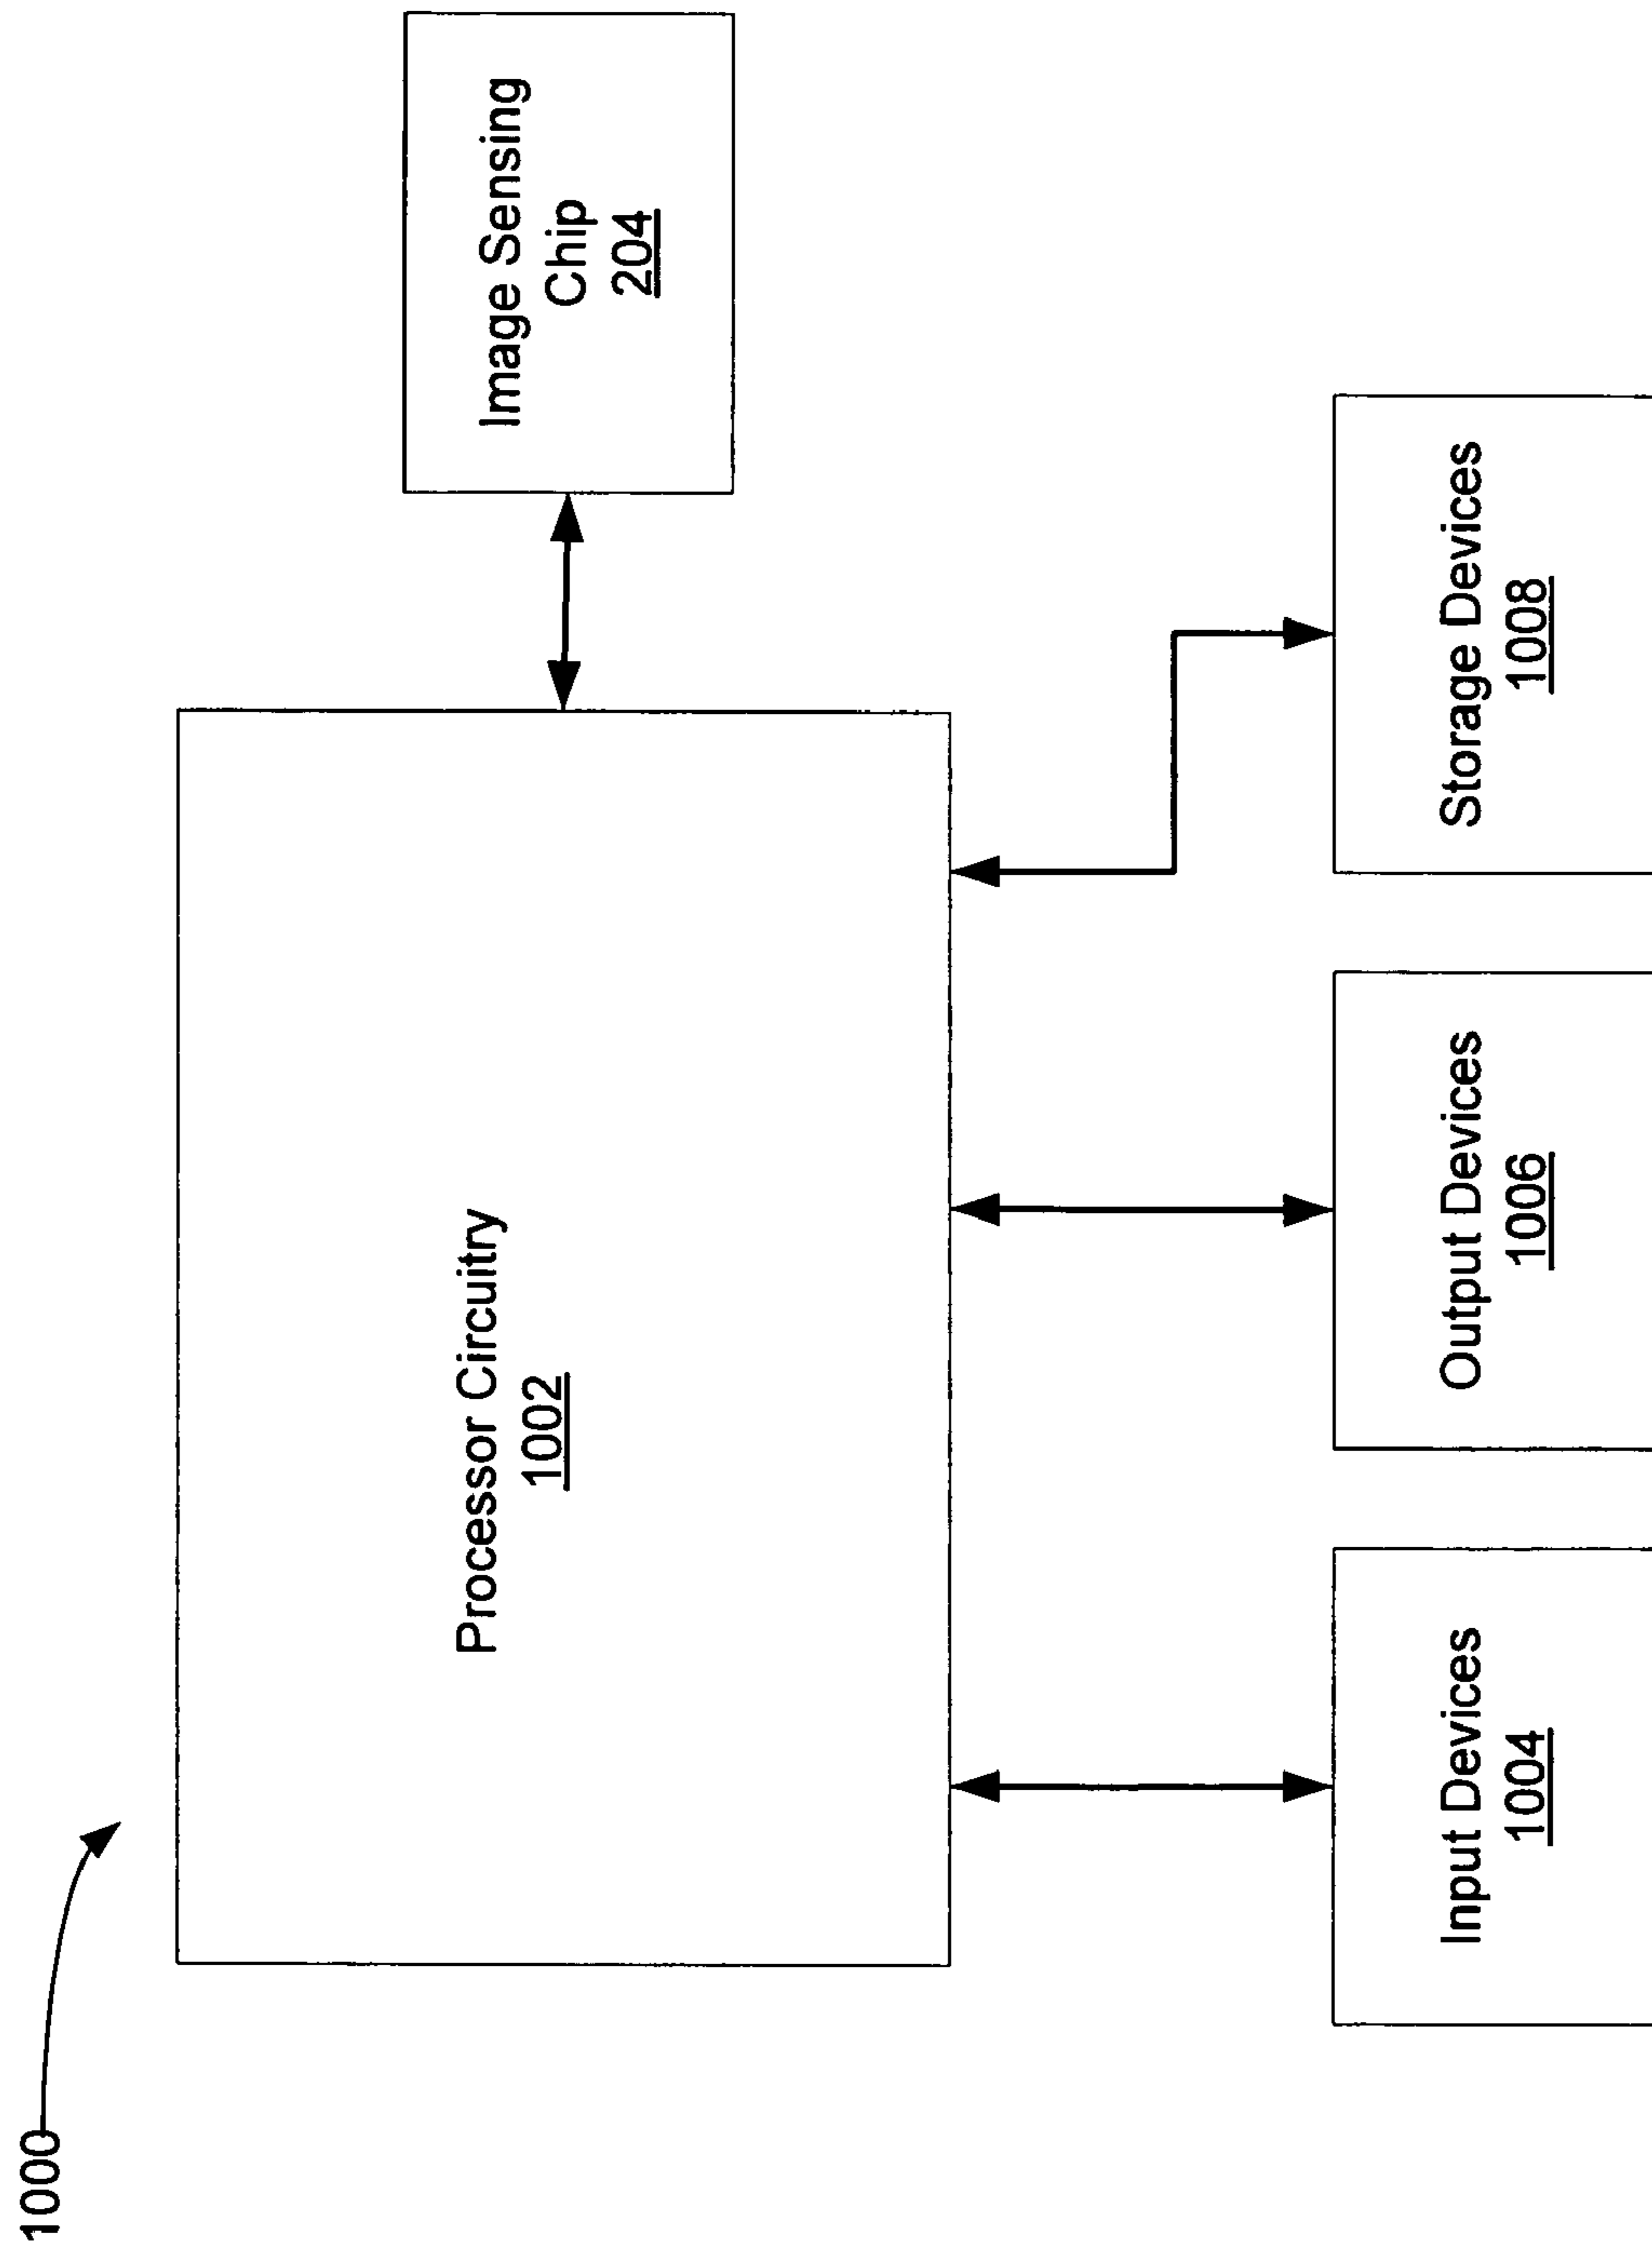 1000
Processor Circuitry
1002
Image Sensing
Chip
204
Input Devices
1004
Output Devices
1006
Storage Devices
1008